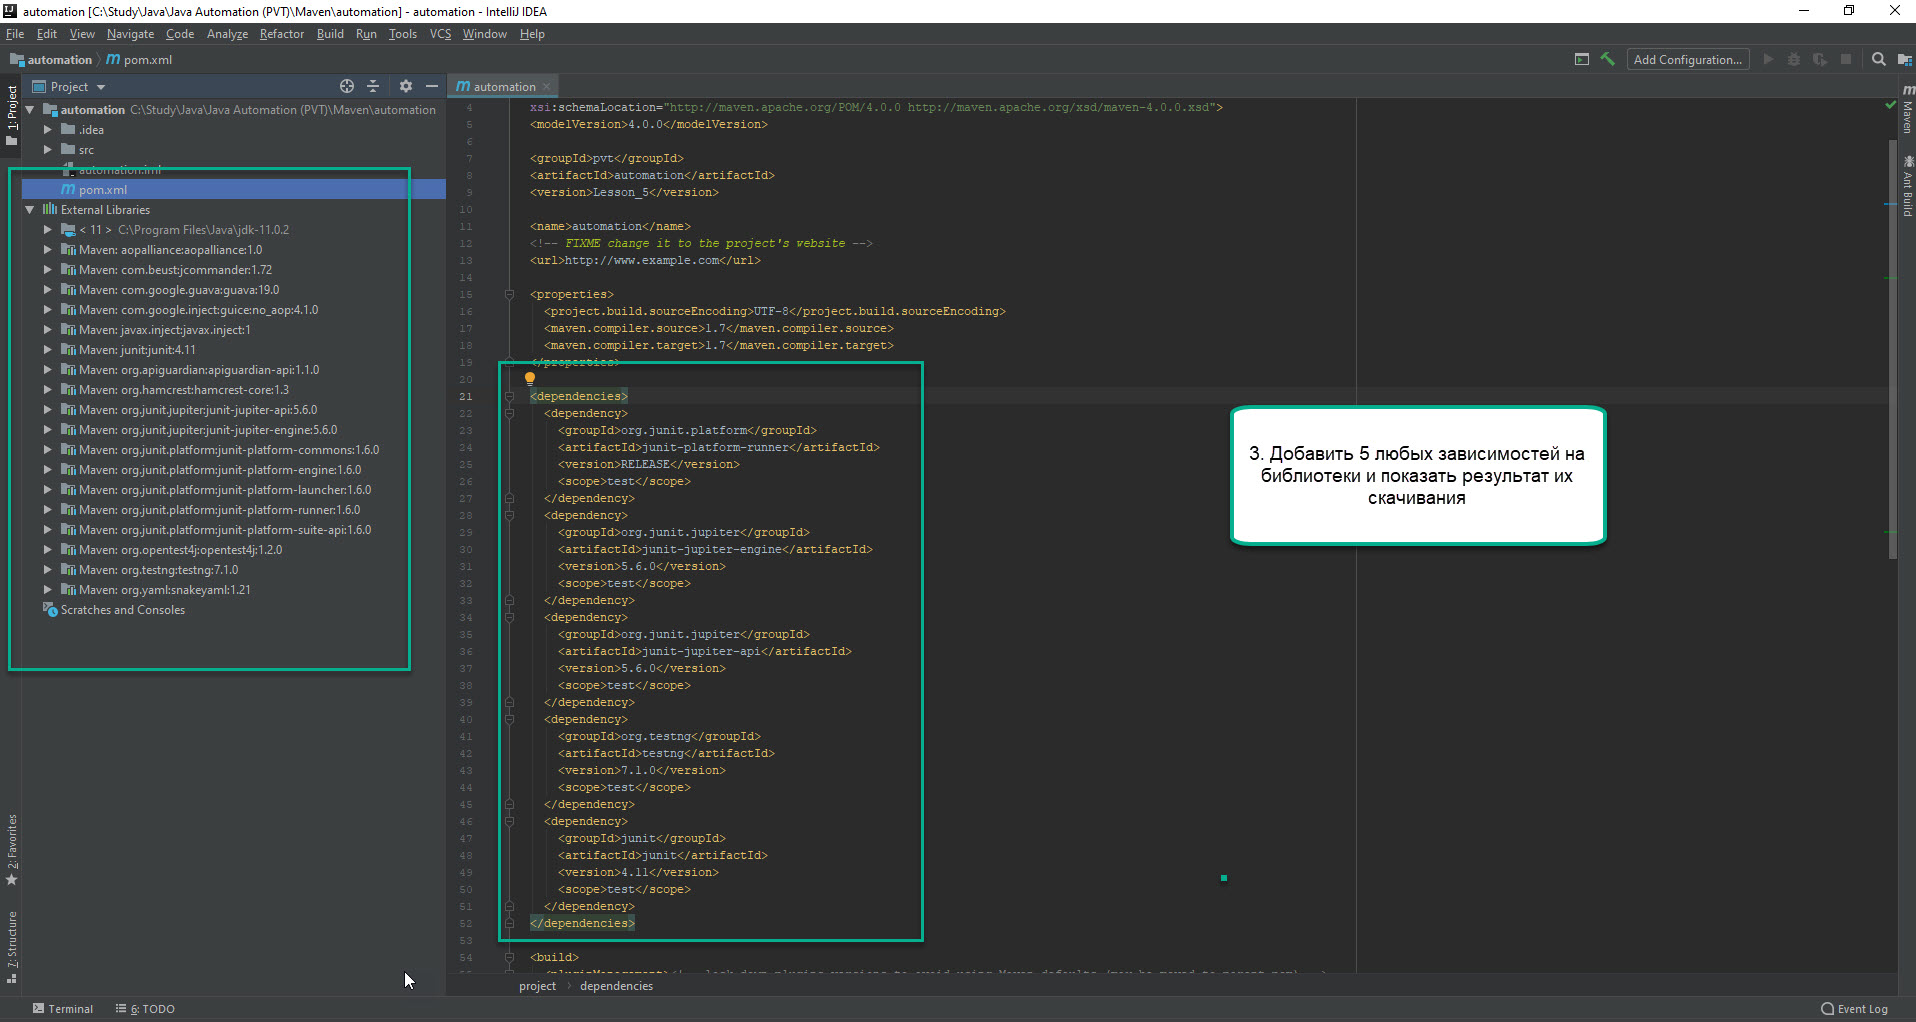 automation [C:\Study\Java\Java Automation (PVT)\Maven\automation] - automation - IntelliJ IDEA
File Edit View Navigate Code Analyze Refactor Build Run Tools VCS Window Help
automation pom.xml
Add Configuration...
Project
automation
1: Project
2: Favorites
7: Structure
Maven
Ant Build
automation C:\Study\Java\Java Automation (PVT)\Maven\automation
.idea
src
automation.iml
pom.xml
External Libraries
< 11 > C:\Program Files\Java\jdk-11.0.2
Maven: aopalliance:aopalliance:1.0
Maven: com.beust:jcommander:1.72
Maven: com.google.guava:guava:19.0
Maven: com.google.inject:guice:no_aop:4.1.0
Maven: javax.inject:javax.inject:1
Maven: junit:junit:4.11
Maven: org.apiguardian:apiguardian-api:1.1.0
Maven: org.hamcrest:hamcrest-core:1.3
Maven: org.junit.jupiter:junit-jupiter-api:5.6.0
Maven: org.junit.jupiter:junit-jupiter-engine:5.6.0
Maven: org.junit.platform:junit-platform-commons:1.6.0
Maven: org.junit.platform:junit-platform-engine:1.6.0
Maven: org.junit.platform:junit-platform-launcher:1.6.0
Maven: org.junit.platform:junit-platform-runner:1.6.0
Maven: org.junit.platform:junit-platform-suite-api:1.6.0
Maven: org.opentest4j:opentest4j:1.2.0
Maven: org.testng:testng:7.1.0
Maven: org.yaml:snakeyaml:1.21
Scratches and Consoles
4 xsi:schemaLocation="http://maven.apache.org/POM/4.0.0 http://maven.apache.org/xsd/maven-4.0.0.xsd">
5 <modelVersion>4.0.0</modelVersion>
6
7 <groupId>pvt</groupId>
8 <artifactId>automation</artifactId>
9 <version>Lesson_5</version>
10
11 <name>automation</name>
12 <!-- FIXME change it to the project's website -->
13 <url>http://www.example.com</url>
14
15 <properties>
16 <project.build.sourceEncoding>UTF-8</project.build.sourceEncoding>
17 <maven.compiler.source>1.7</maven.compiler.source>
18 <maven.compiler.target>1.7</maven.compiler.target>
19 </properties>
20
21 <dependencies>
22 <dependency>
23 <groupId>org.junit.platform</groupId>
24 <artifactId>junit-platform-runner</artifactId>
25 <version>RELEASE</version>
26 <scope>test</scope>
27 </dependency>
28 <dependency>
29 <groupId>org.junit.jupiter</groupId>
30 <artifactId>junit-jupiter-engine</artifactId>
31 <version>5.6.0</version>
32 <scope>test</scope>
33 </dependency>
34 <dependency>
35 <groupId>org.junit.jupiter</groupId>
36 <artifactId>junit-jupiter-api</artifactId>
37 <version>5.6.0</version>
38 <scope>test</scope>
39 </dependency>
40 <dependency>
41 <groupId>org.testng</groupId>
42 <artifactId>testng</artifactId>
43 <version>7.1.0</version>
44 <scope>test</scope>
45 </dependency>
46 <dependency>
47 <groupId>junit</groupId>
48 <artifactId>junit</artifactId>
49 <version>4.11</version>
50 <scope>test</scope>
51 </dependency>
52 </dependencies>
53
54 <build>
3. Добавить 5 любых зависимостей на
библиотеки и показать результат их
скачивания
project dependencies
Terminal 6: TODO
Event Log